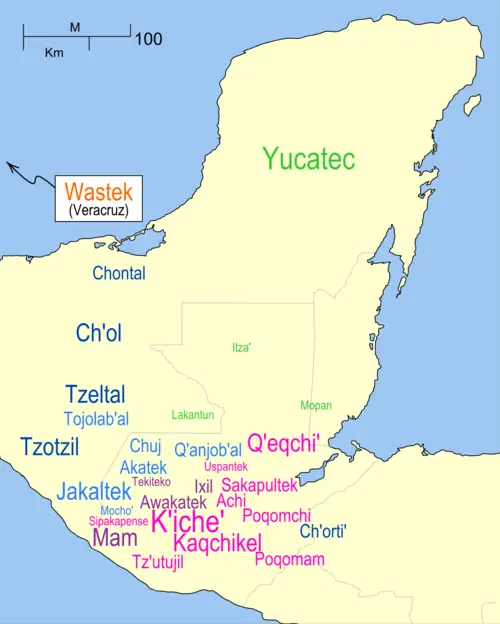 M
100
Km
Yucatec
Wastek
(Veracruz)
Chontal
Ch'ol
Itza'
Tzeltal
Mopan
Tojolab'al
Lakantun
Tzotzil
Chuj
Q'anjob'al
Q'eqchi'
Akatek
Uspantek
Tekiteko
Ixil
Sakapultek
Jakaltek
Awakatek
Achi
Mocho'
Sipakapense
K'iche'
Poqomchi
Mam
Kaqchikel
Ch'orti'
Tz'utujil
Poqomam